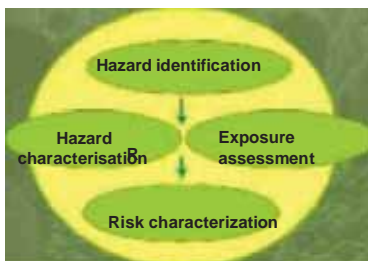 Hazard identification
Hazard
characterisation
Exposure
assessment
R
Risk characterization